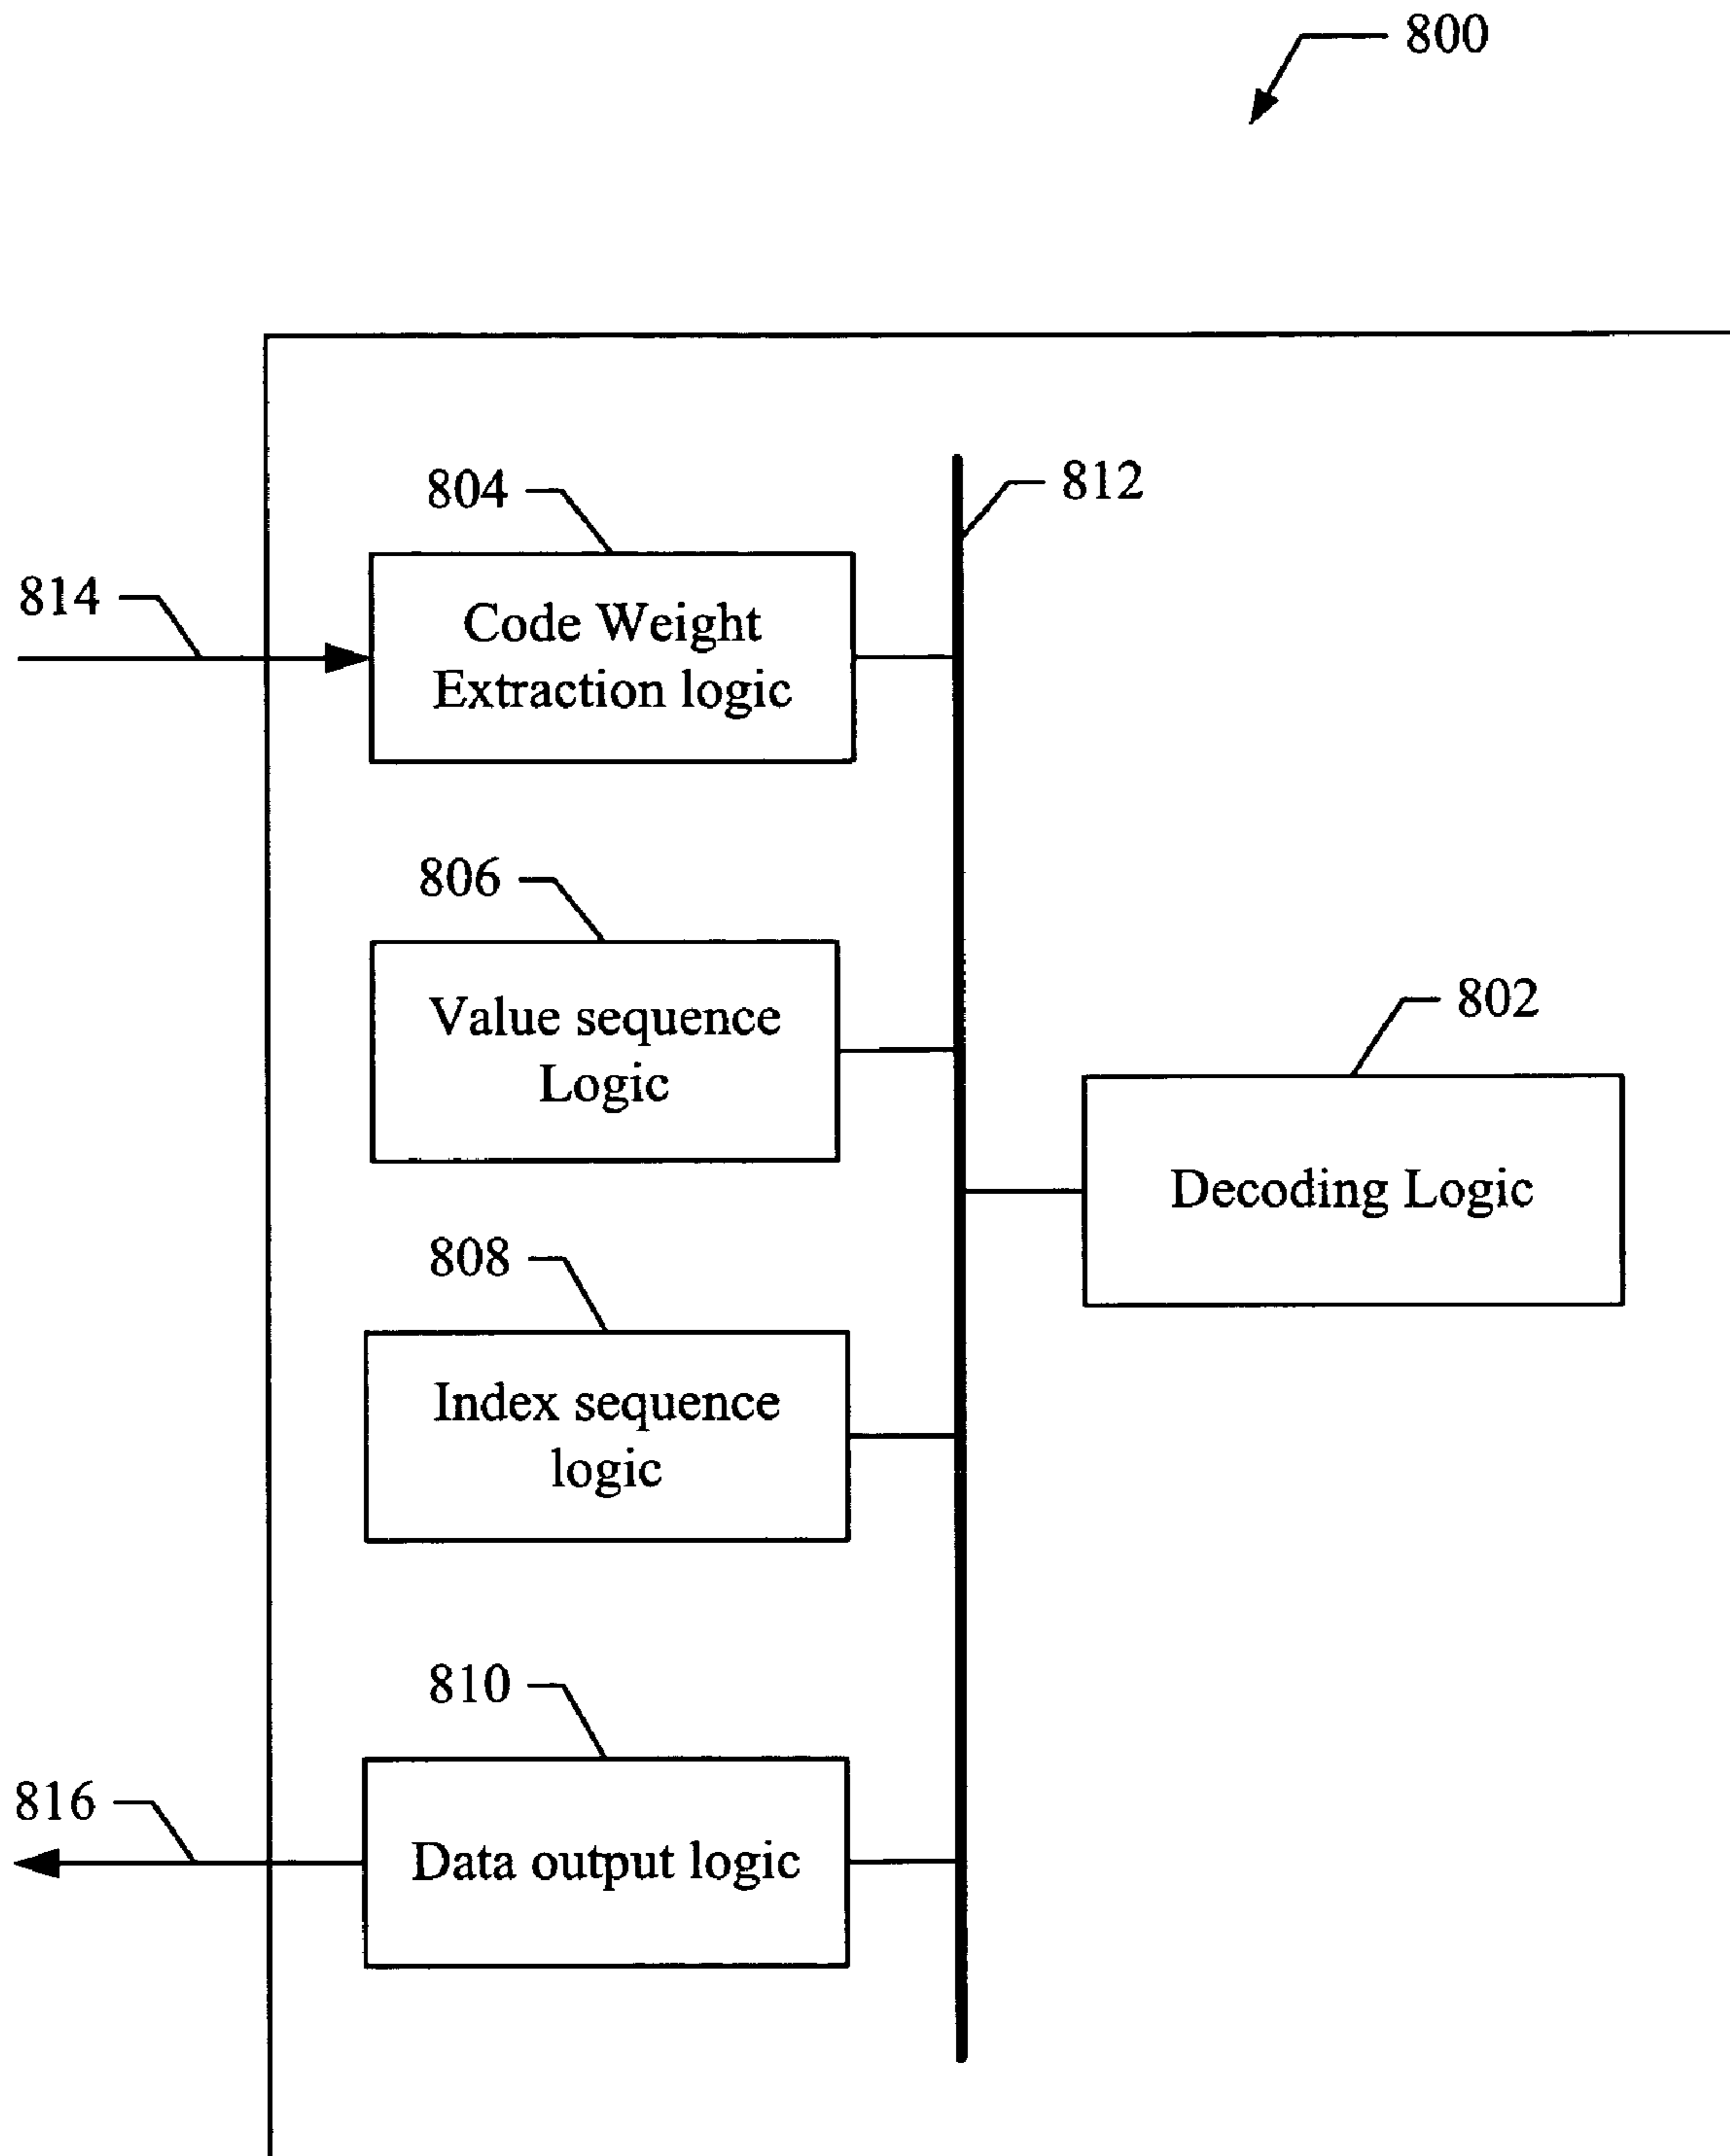 800
804
812
814
Code Weight
Extraction logic
806
Value sequence
Logic
802
Decoding Logic
808
Index sequence
logic
810
816
Data output logic